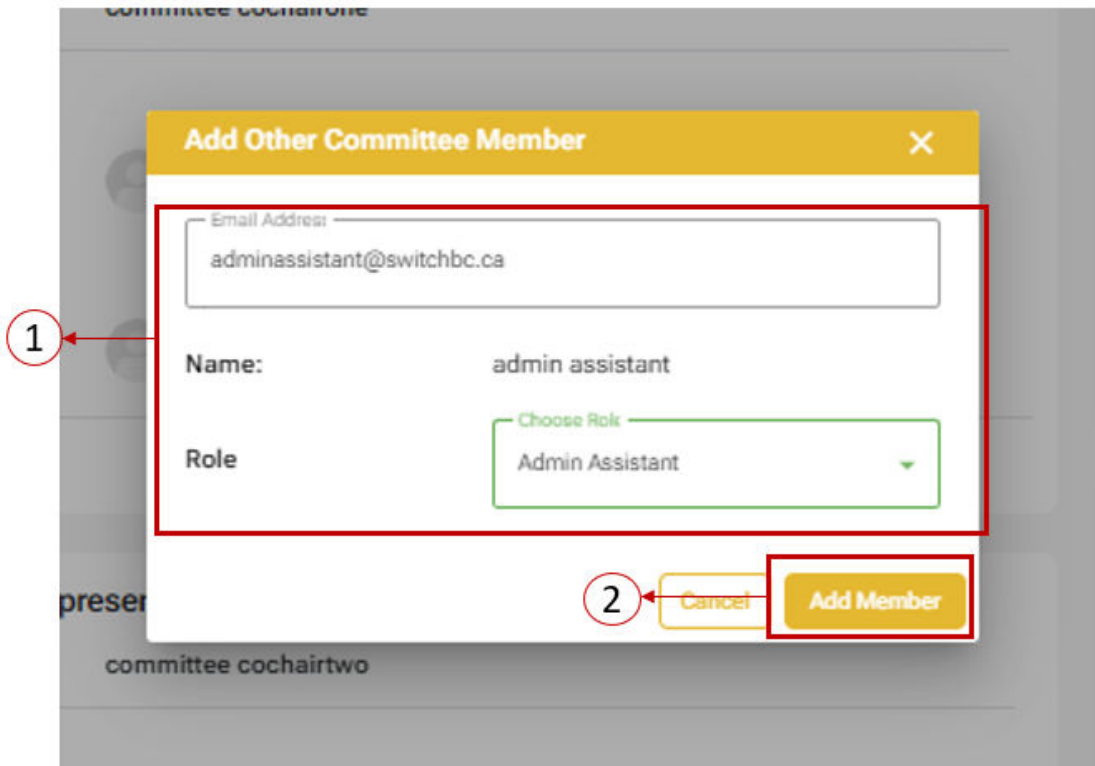 committee cochairone
Add Other Committee Member
Email Address
adminassistant@switchbc.ca
1
Name: admin assistant
Choose Role
Role Admin Assistant
2 Cancel Add Member
presen
committee cochairtwo